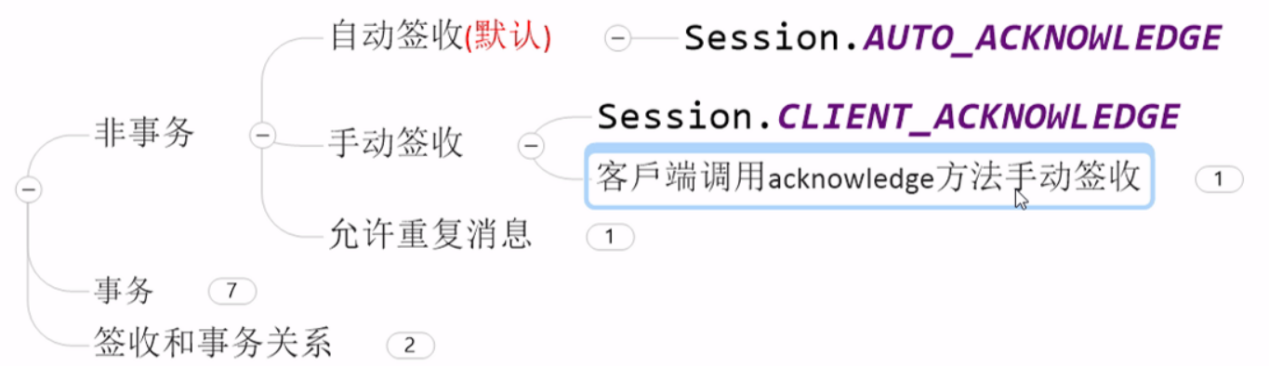 自动签收(默认)
Session.AUTO_ACKNOWLEDGE
非事务
手动签收
Session.CLIENT_ACKNOWLEDGE
客戶端调用acknowledge方法手动签收
1
允许重复消息
1
事务
7
签收和事务关系
2